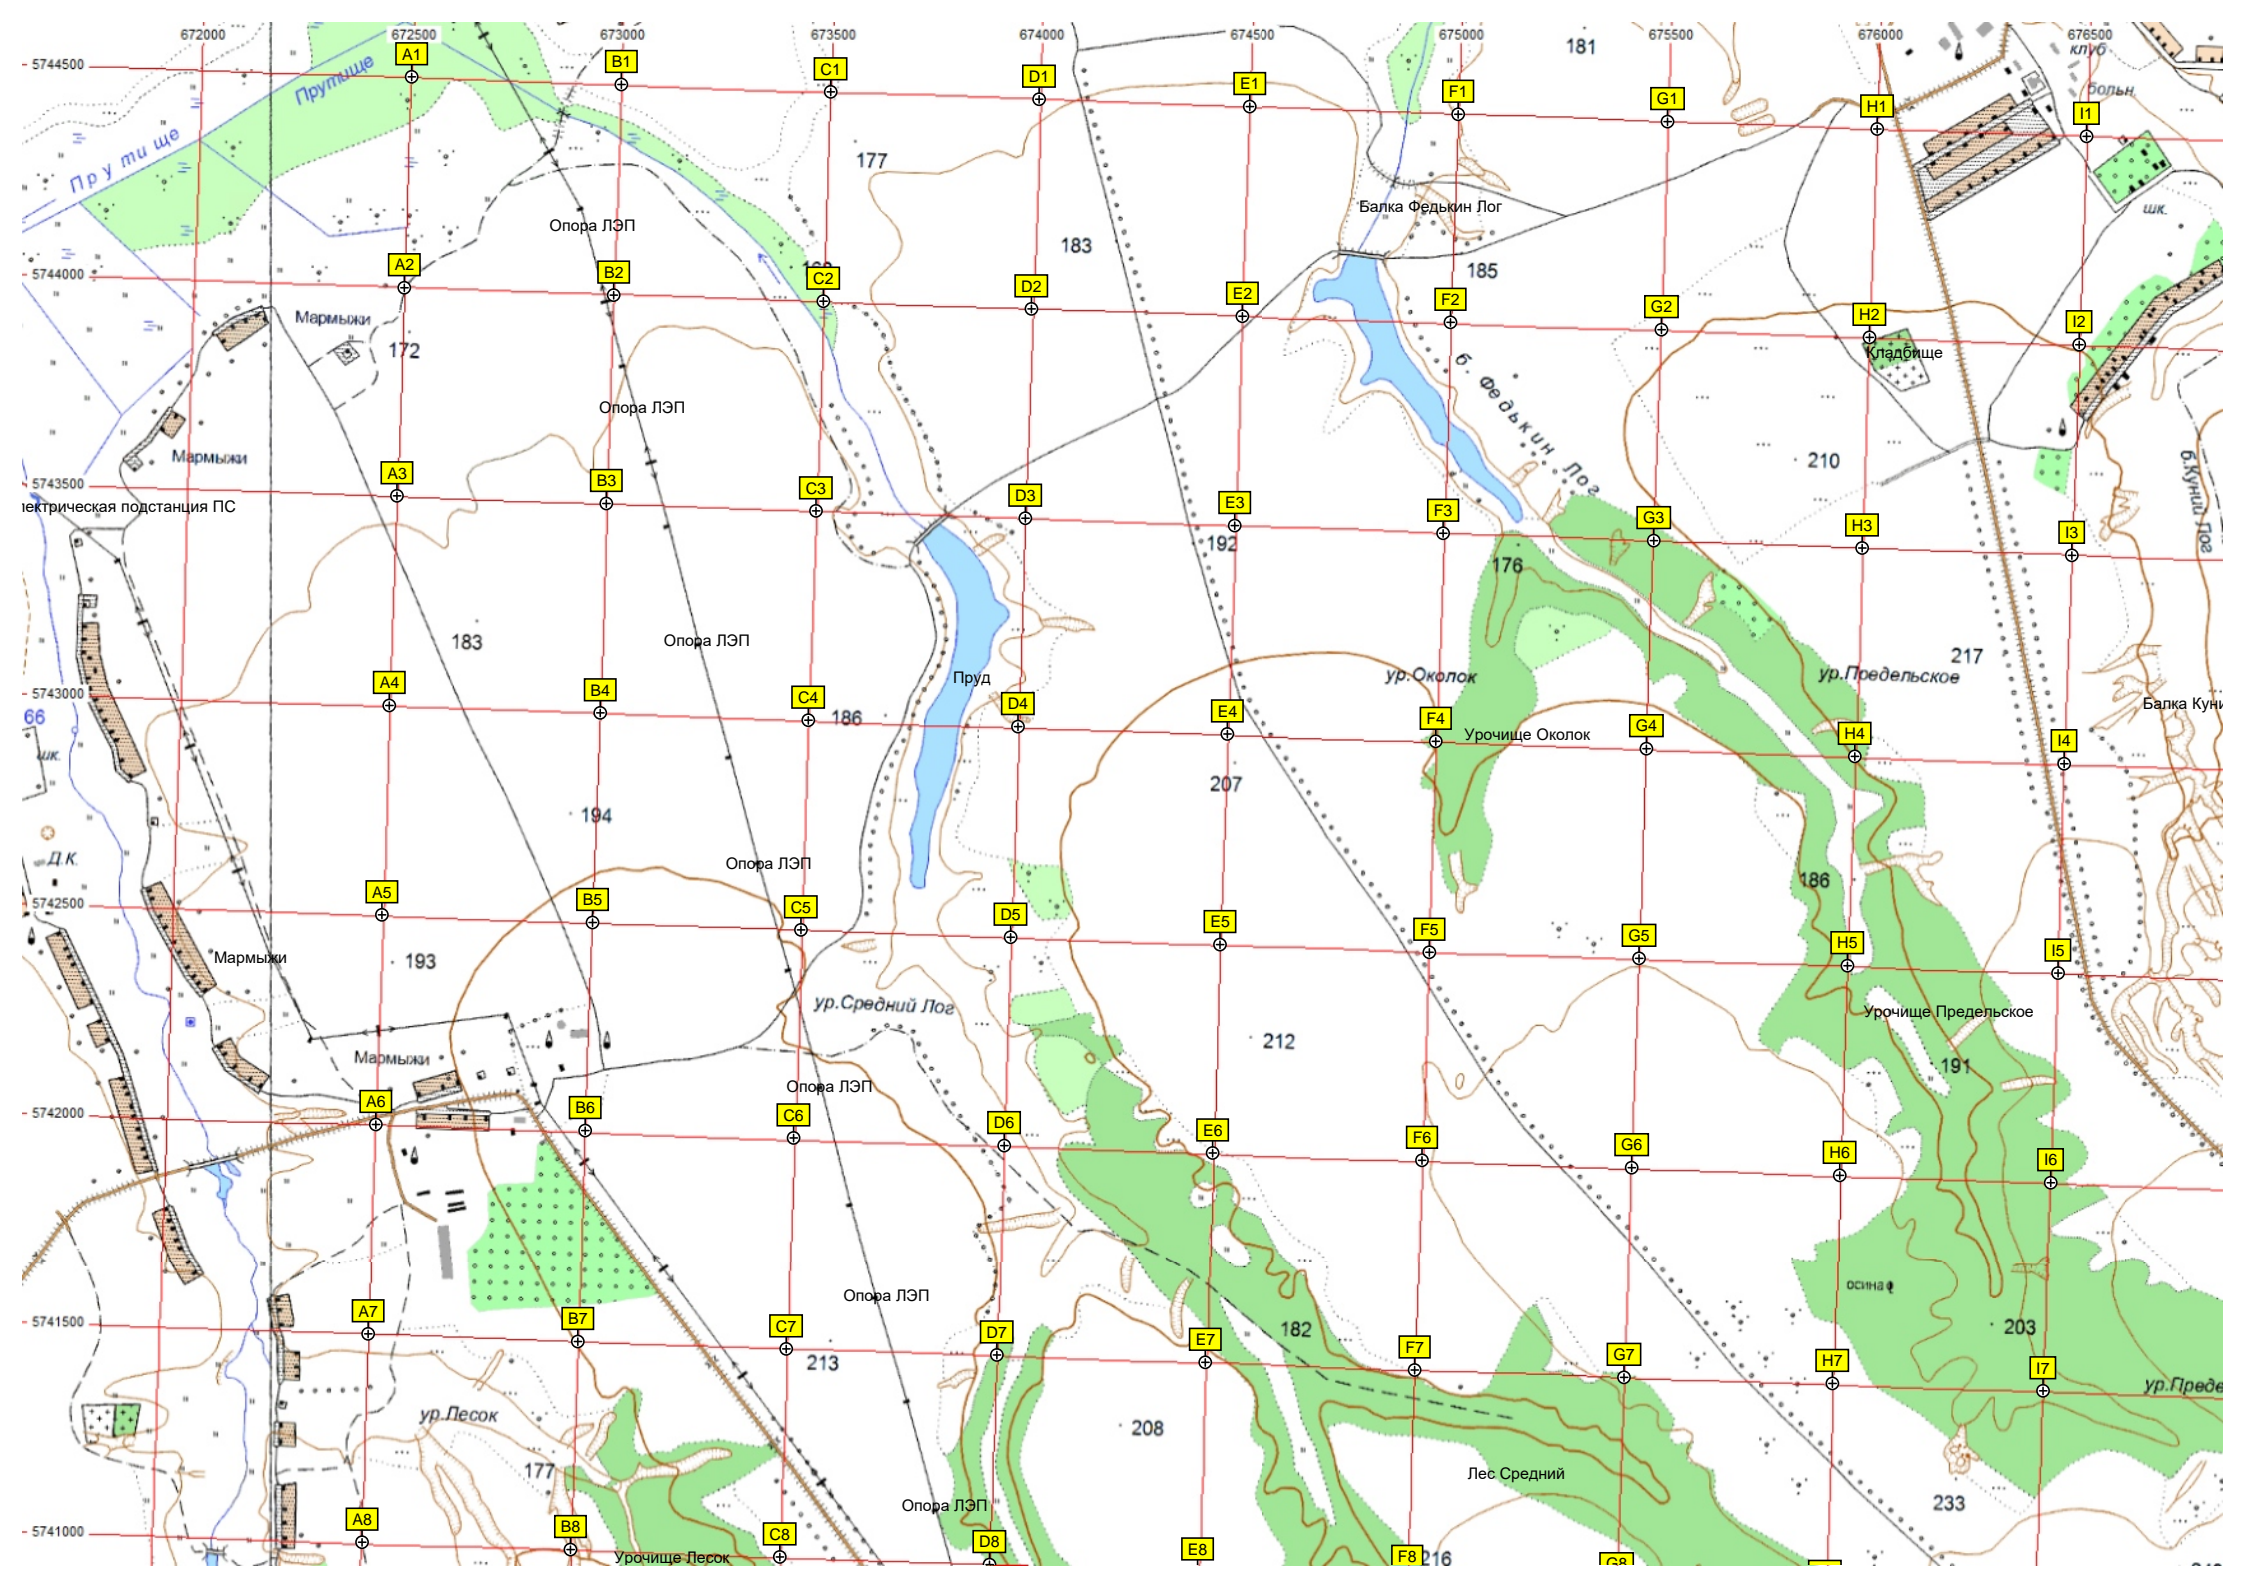 672000 672500 673000 673500 674000 674500 675000 675500 676000 676500
181
клуб
5744500
A1 B1 C1 D1 E1 F1 G1 H1 I1
Прутище
больн.
Прутище
177
шк.
Балка Федькин Лог
Опора ЛЭП
183
185
5744000
A2 B2 C2 D2 E2 F2 G2 H2 I2
Мармыжи
172
Кладбище
б. Федькин Лог
Опора ЛЭП
Мармыжи
210
б.Куний Лог
5743500
A3 B3 C3 D3 E3 F3 G3 H3 I3
лектрическая подстанция ПС
192
176
183
Опора ЛЭП
217
Пруд
ур.Околок
ур.Предельское
5743000
A4 B4 C4 D4 E4 F4 G4 H4 I4
66
186
Балка Куни
Урочище Околок
шк.
207
194
Д.К.
Опора ЛЭП
186
5742500
A5 B5 C5 D5 E5 F5 G5 H5 I5
Мармыжи
193
ур.Средний Лог
Урочище Предельское
212
Мармыжи
191
Опора ЛЭП
5742000
A6 B6 C6 D6 E6 F6 G6 H6 I6
осина
Опора ЛЭП
5741500
A7 B7 C7 D7 E7 F7 G7 H7 I7
182
203
213
ур.Преде
ур.Лесок
208
177
Лес Средний
233
Опора ЛЭП
5741000
A8 B8 C8 D8 E8 F8 G8
Урочище Лесок
216